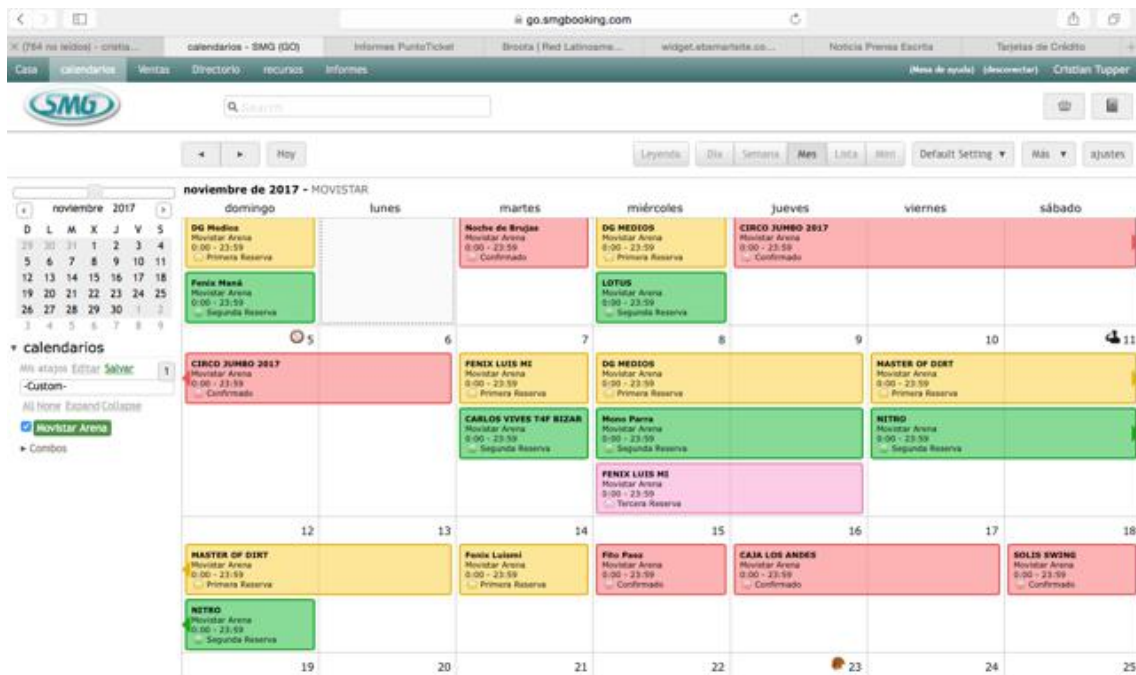 go.smgbooking.com
calendarios - SMG (GO)
Informes PuntoTicket
Noticia Prensa Escrita
Tarjetas de Crédito
Casa calendarios Ventas Directorio recursos Informes
(Mesa de ayuda) (desconectar) Cristian Tupper
SMG
Search
Hoy
Leyenda Día Semana Mes Lista Mini Default Setting Más ajustes
noviembre de 2017 - MOVISTAR
domingo lunes martes miércoles jueves viernes sábado
noviembre 2017
D L M X J V S
29 30 31 1 2 3 4
5 6 7 8 9 10 11
12 13 14 15 16 17 18
19 20 21 22 23 24 25
26 27 28 29 30 1 2
3 4 5 6 7 8 9
calendarios
Mis atajos Editar Salvar
1
-Custom-
All None Expand Collapse
Movistar Arena
Combos
DG Medios
Movistar Arena
0:00 - 23:59
Primera Reserva
Fenix Maná
Movistar Arena
0:00 - 23:59
Segunda Reserva
Noche de Brujas
Movistar Arena
0:00 - 23:59
Confirmado
DG MEDIOS
Movistar Arena
0:00 - 23:59
Primera Reserva
LOTUS
Movistar Arena
0:00 - 23:59
Segunda Reserva
CIRCO JUMBO 2017
Movistar Arena
0:00 - 23:59
Confirmado
5 6 7 8 9 10 11
CIRCO JUMBO 2017
Movistar Arena
0:00 - 23:59
Confirmado
FENIX LUIS MI
Movistar Arena
0:00 - 23:59
Primera Reserva
CARLOS VIVES T4F BIZAR
Movistar Arena
0:00 - 23:59
Segunda Reserva
DG MEDIOS
Movistar Arena
0:00 - 23:59
Primera Reserva
Mono Parra
Movistar Arena
0:00 - 23:59
Segunda Reserva
FENIX LUIS MI
Movistar Arena
0:00 - 23:59
Tercera Reserva
MASTER OF DIRT
Movistar Arena
0:00 - 23:59
Primera Reserva
NITRO
Movistar Arena
0:00 - 23:59
Segunda Reserva
12 13 14 15 16 17 18
MASTER OF DIRT
Movistar Arena
0:00 - 23:59
Primera Reserva
NITRO
Movistar Arena
0:00 - 23:59
Segunda Reserva
Fenix Luismi
Movistar Arena
0:00 - 23:59
Primera Reserva
Fito Paez
Movistar Arena
0:00 - 23:59
Confirmado
CAJA LOS ANDES
Movistar Arena
0:00 - 23:59
Confirmado
SOLIS SWING
Movistar Arena
0:00 - 23:59
Confirmado
19 20 21 22 23 24 25